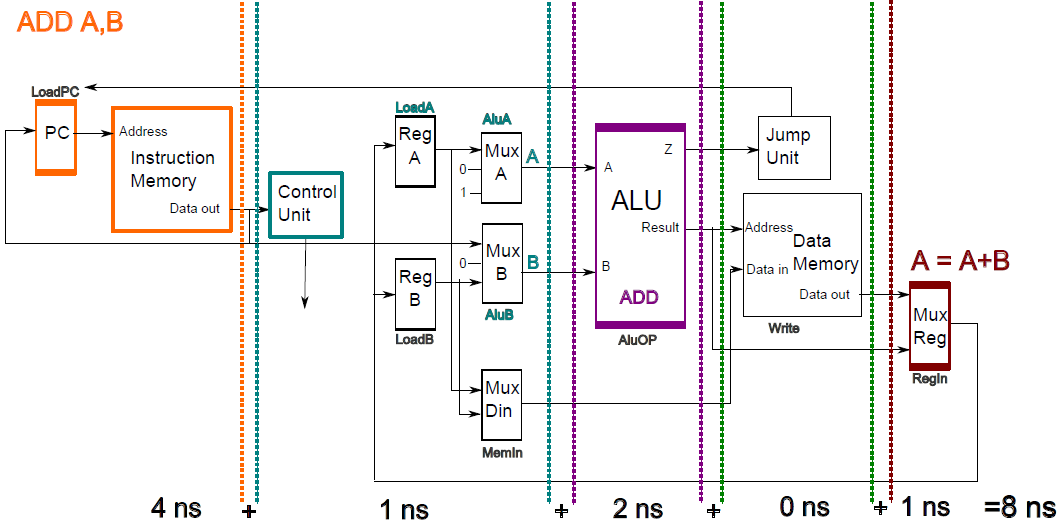 ADD A,B
LoadPC
PC
Address
Instruction
Memory
Data out
Control
Unit
LoadA
Reg
A
AluA
Mux
A
0
1
A
Mux
B
0
B
AluB
Reg
B
LoadB
Mux
Din
MemIn
A
Z
ALU
Result
B
ADD
AluOP
Jump
Unit
Address
Data
Memory
Data in
Data out
Write
A = A+B
Mux
Reg
RegIn
4 ns + 1 ns + 2 ns + 0 ns + 1 ns =8 ns